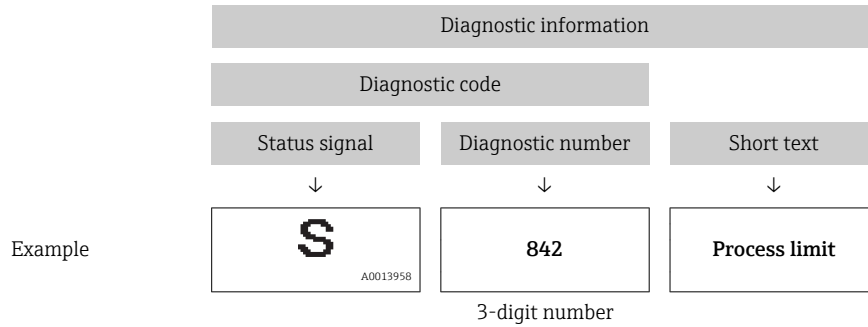 Diagnostic information
Diagnostic code
Status signal Diagnostic number Short text
↓ ↓ ↓
Example S 842 Process limit
A0013958
3-digit number